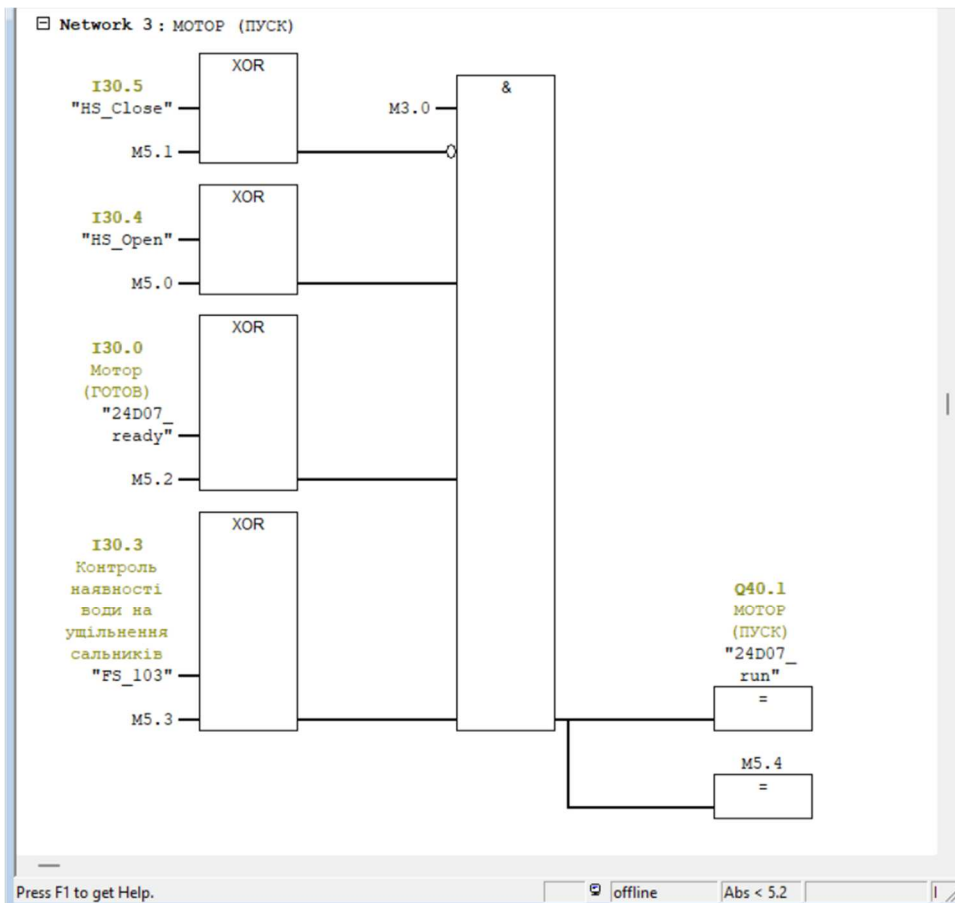 Network 3 : МОТОР (ПУСК)
XOR
I30.5
"HS_Close"
M5.1
M3.0
&
XOR
I30.4
"HS_Open"
M5.0
XOR
I30.0
Мотор
(ГОТОВ)
"24D07_
ready"
M5.2
XOR
I30.3
Контроль
наявності
води на
ущільнення
сальників
"FS_103"
M5.3
Q40.1
МОТОР
(ПУСК)
"24D07_
run"
=
M5.4
=
Press F1 to get Help.
offline
Abs < 5.2